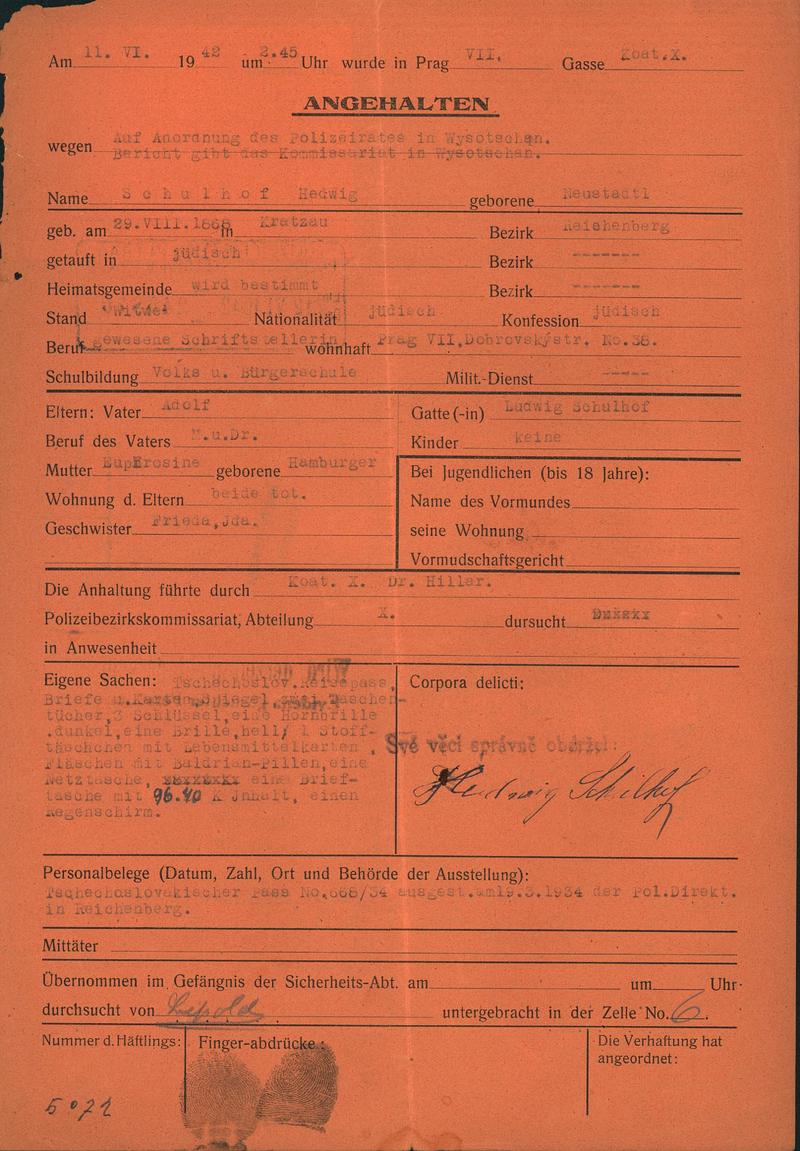 Am 11. VI. 1942 um 2.45 Uhr wurde in Prag VII. Gasse Koat.X.
ANGEHALTEN
wegen Auf Anordnung des Polizeirates in Wysotschan.
Bericht gibt das Kommissariat in Wysotschan.
Name Schulhof Hedwig geborene Neustadtl
geb. am 29.VIII.1868 in Kratzau Bezirk Reichenberg
getauft in jüdisch Bezirk -------
Heimatsgemeinde wird bestimmt Bezirk -------
Stand Witwe Nationalität jüdisch Konfession jüdisch
Beruf gewesene Schriftstellerin wohnhaft Prag VII,Dobrovskýstr. No.38.
Schulbildung Volks u. Bürgerschule Milit.-Dienst -----
Eltern: Vater Adolf
Beruf des Vaters M.u.Dr.
Mutter Euphrosine geborene Hamburger
Wohnung d. Eltern beide tot.
Geschwister Frieda,Jda.
Gatte (-in) Ludwig Schulhof
Kinder keine
Bei Jugendlichen (bis 18 Jahre):
Name des Vormundes
seine Wohnung
Vormudschaftsgericht
Die Anhaltung führte durch Koat. X. Dr. Hiller.
Polizeibezirkskommissariat, Abteilung X. dursucht
in Anwesenheit
Eigene Sachen: Tschechoslov.Reisepass,
Briefe u.Karten,Spiegel,zwei Taschen-
tücher,3 Schlüssel,eine Hornbrille
.dunkel,eine Brille,hell, 1 Stoff-
täschchen mit Lebensmittelkarten,
Fläschen mit Baldrian-Pillen,eine
Netztasche, eine Brief-
tasche mit 96.40 K Jnhalt, einen
Regenschirm.
Corpora delicti:
Své věci správně obdržel:
Hedwig Schulhof
Personalbelege (Datum, Zahl, Ort und Behörde der Ausstellung):
Tschechoslovakischer Pass No.568/34 ausgest.am19.3.1934 der Pol.Direkt.
in Reichenberg.
Mittäter
Übernommen im Gefängnis der Sicherheits-Abt. am um Uhr
durchsucht von untergebracht in der Zelle No. 6.
Nummer d. Häftlings: Finger-abdrücke: Die Verhaftung hat
angeordnet:
5071